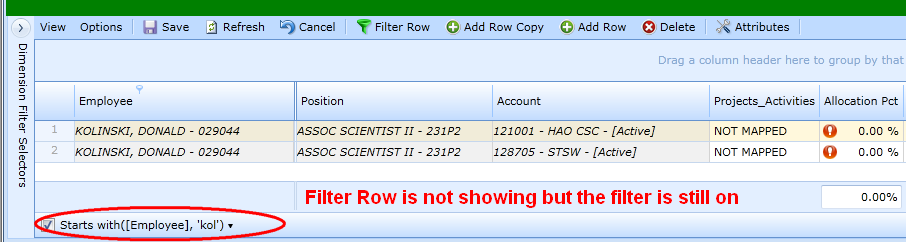 View Options Save Refresh Cancel Filter Row Add Row Copy Add Row Delete Attributes
Drag a column header here to group by that
Dimension Filter Selectors
Employee Position Account Projects_Activities Allocation Pct
1 KOLINSKI, DONALD - 029044 ASSOC SCIENTIST II - 231P2 121001 - HAO CSC - [Active] NOT MAPPED 0.00 %
2 KOLINSKI, DONALD - 029044 ASSOC SCIENTIST II - 231P2 128705 - STSW - [Active] NOT MAPPED 0.00 %
Filter Row is not showing but the filter is still on 0.00%
Starts with([Employee], 'kol')